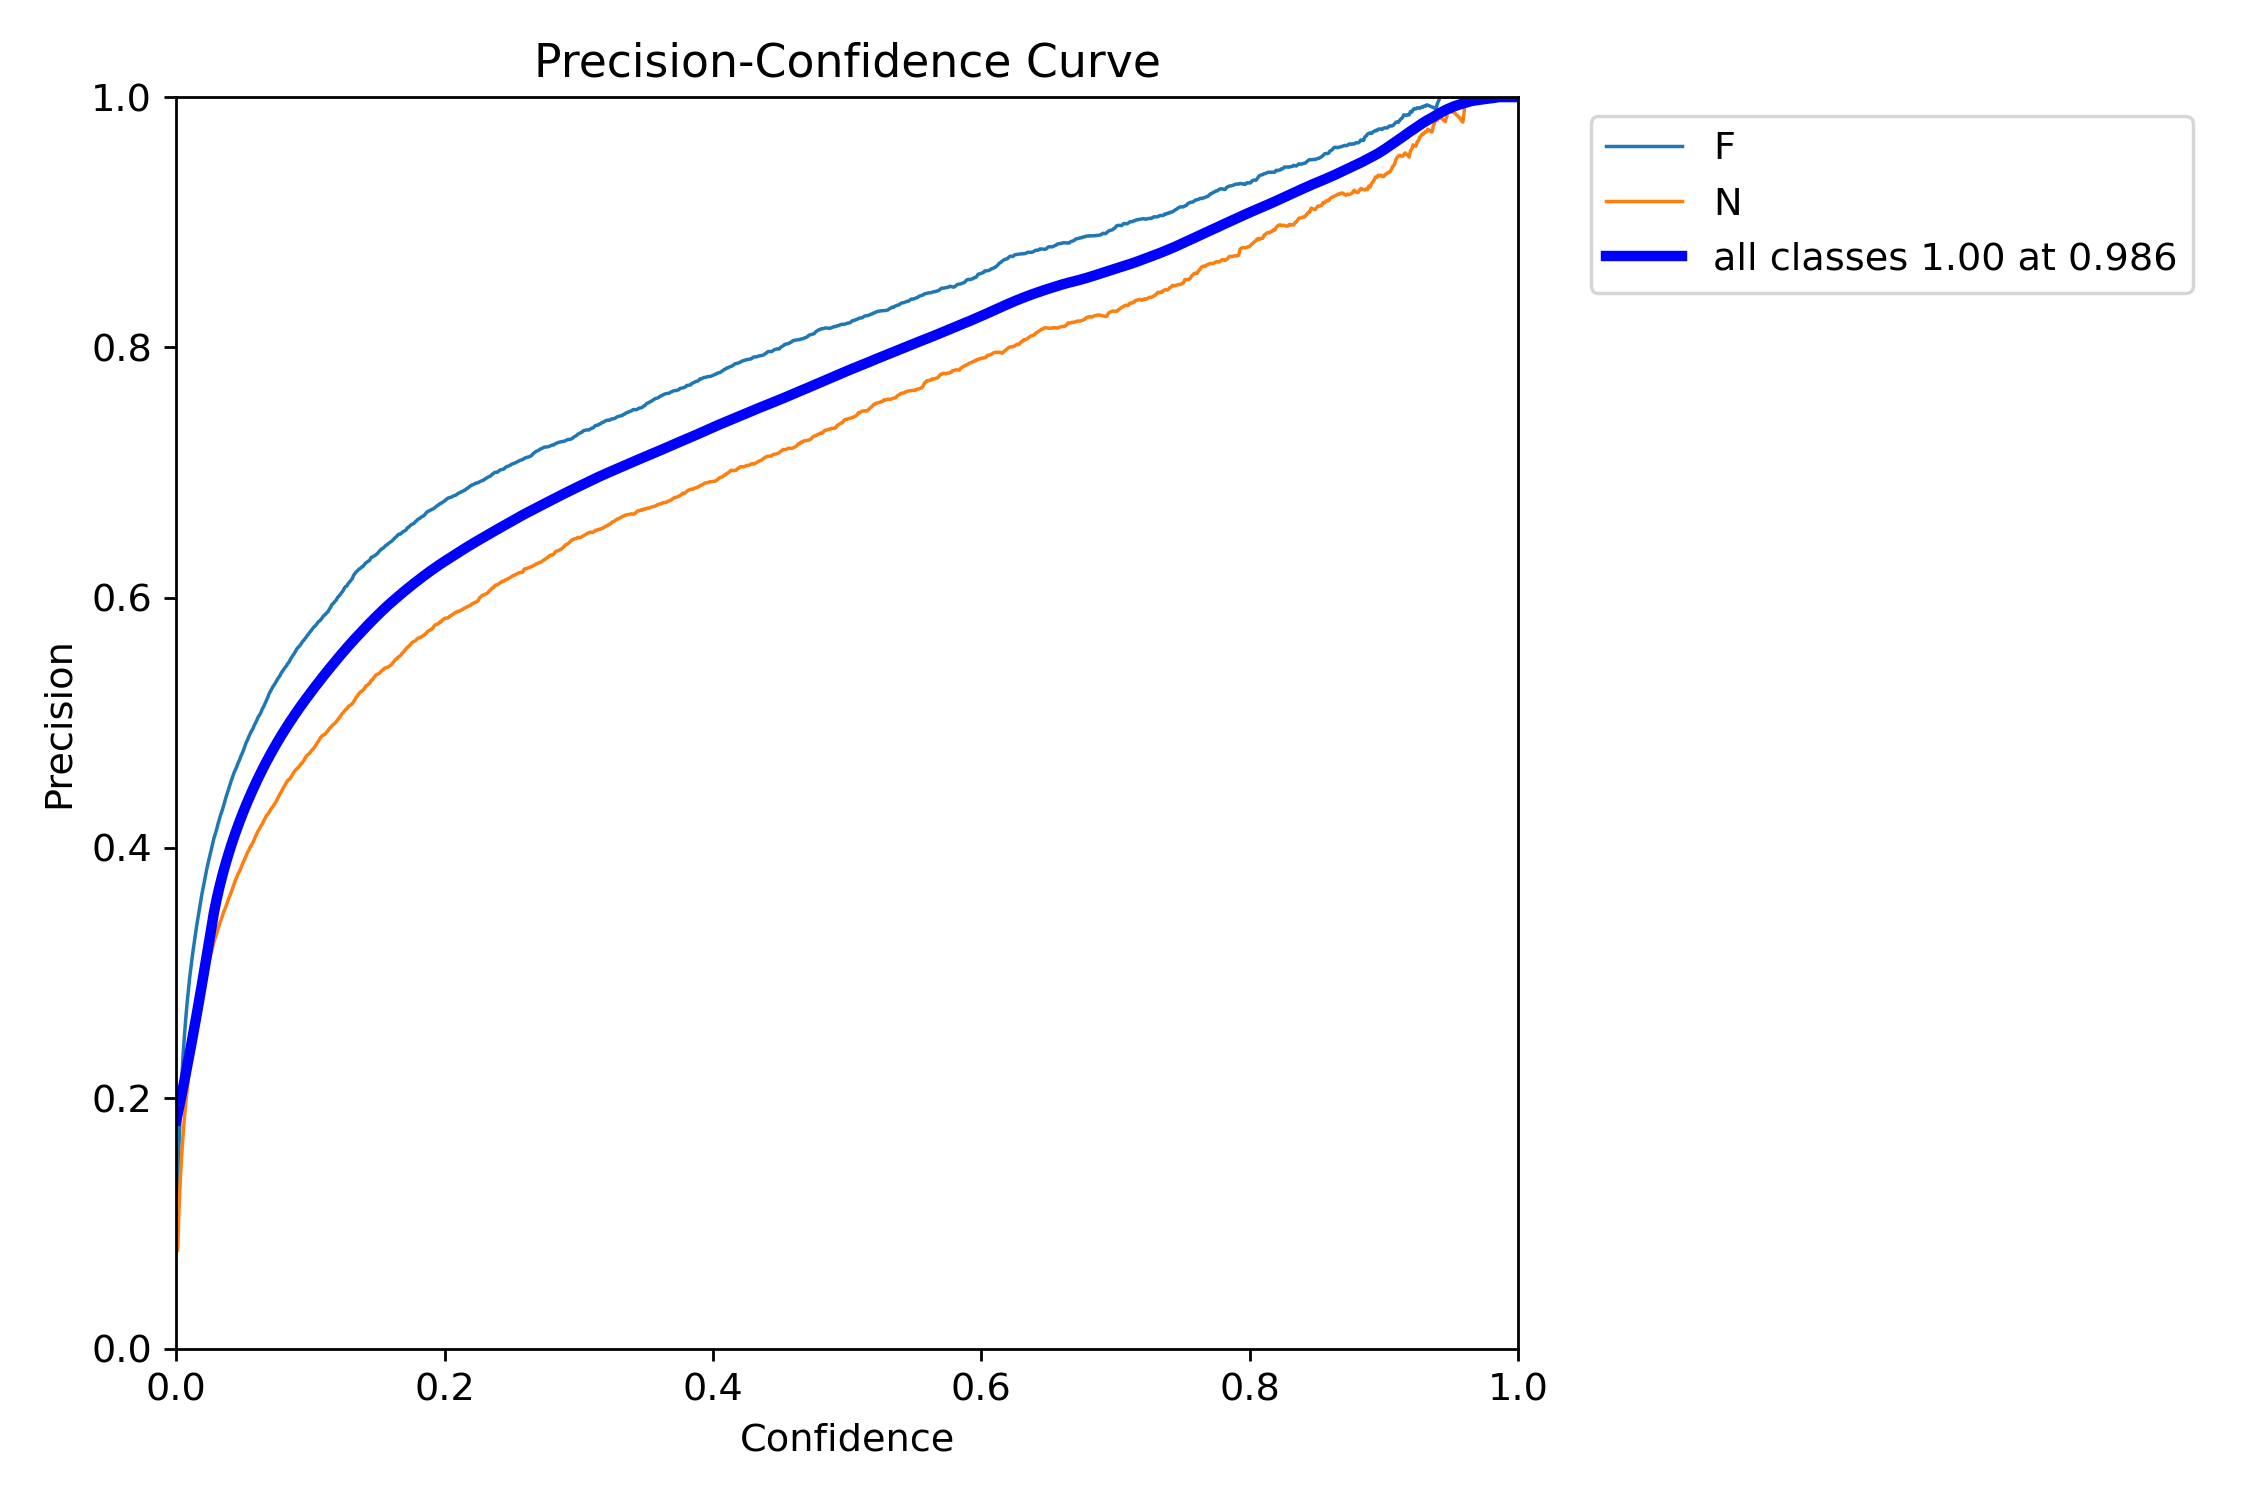 Precision-Confidence Curve
1.0
0.8
0.6
0.4
0.2
0.0
Precision
0.0 0.2 0.4 0.6 0.8 1.0
Confidence
F
N
all classes 1.00 at 0.986